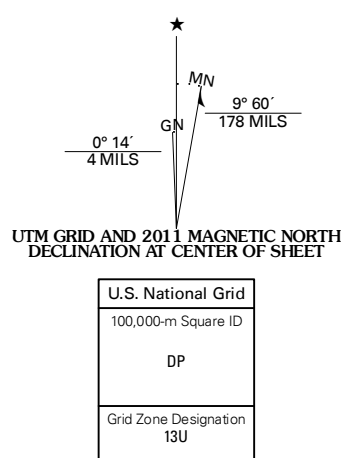 MN
GN
9° 60´
178 MILS
0° 14´
4 MILS
UTM GRID AND 2011 MAGNETIC NORTH
DECLINATION AT CENTER OF SHEET
U.S. National Grid
100,000-m Square ID
DP
Grid Zone Designation
13U